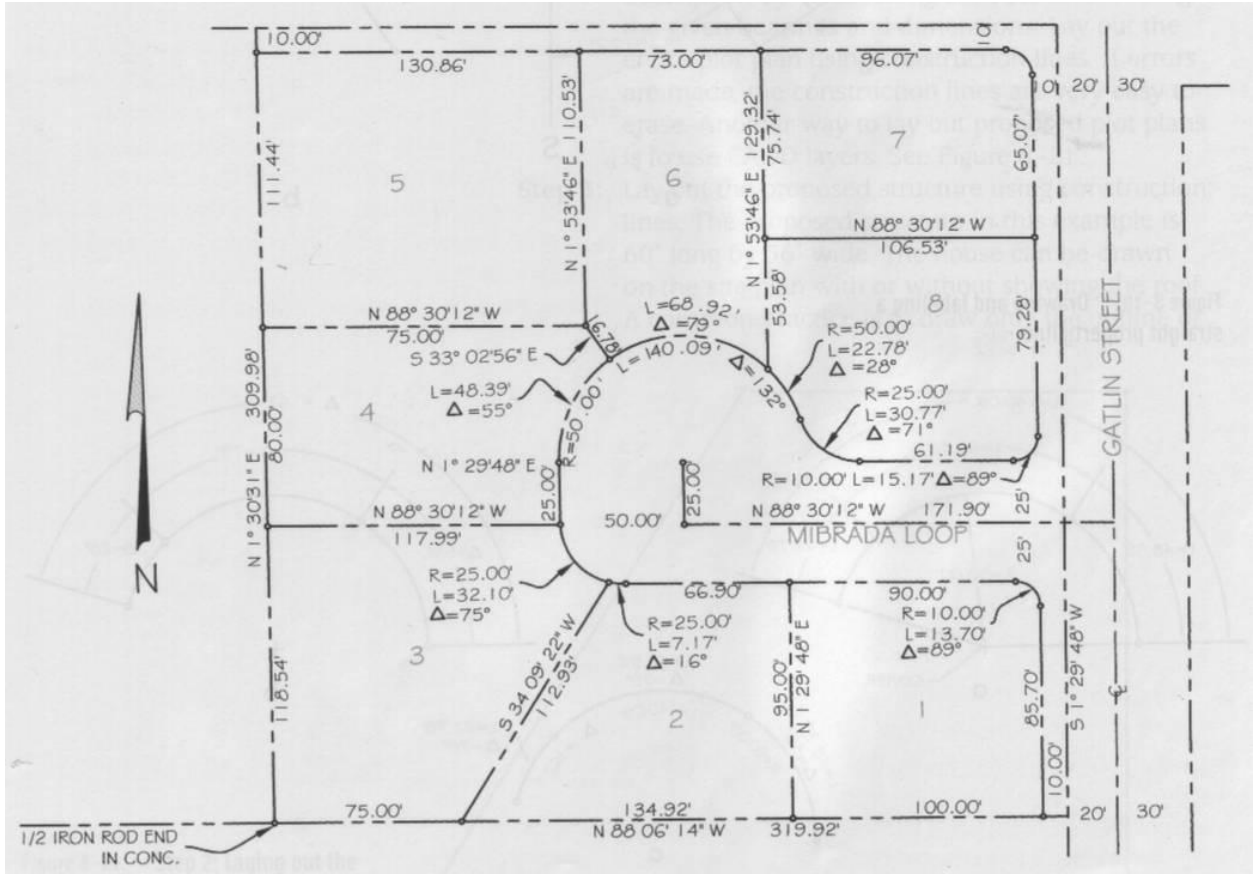 10.00'
130.86'
73.00'
96.07'
10'
10'
20'
30'
111.44'
N 1° 53'46" E 110.53'
N 1° 53'46" E 129.32'
75.74'
65.07'
5
6
7
N 88° 30'12" W
106.53'
8
53.58'
79.28'
N 88° 30'12" W
75.00'
S 33° 02'56" E
16.78'
L=68.92'
Δ=79°
L=140.09'
Δ=132°
R=50.00'
L=22.78'
Δ=28°
L=48.39'
Δ=55°
R=50.00'
R=25.00'
L=30.77'
Δ=71°
4
N 1° 30'31" E 309.98'
80.00'
N 1° 29'48" E
25.00'
25.00'
61.19'
R=10.00' L=15.17' Δ=89°
GATLIN STREET
N 88° 30'12" W
117.99'
50.00'
N 88° 30'12" W 171.90'
25'
MIBRADA LOOP
25'
R=25.00'
L=32.10'
Δ=75°
66.90'
90.00'
R=25.00'
L=7.17'
Δ=16°
R=10.00'
L=13.70'
Δ=89°
3
118.54'
S 34° 09' 22" W
112.93'
2
95.00'
N 1° 29' 48" E
1
85.70'
S 1° 29' 48" W
10.00'
75.00'
134.92'
100.00'
20'
30'
N 88° 06' 14" W 319.92'
1/2 IRON ROD END
IN CONC.
N